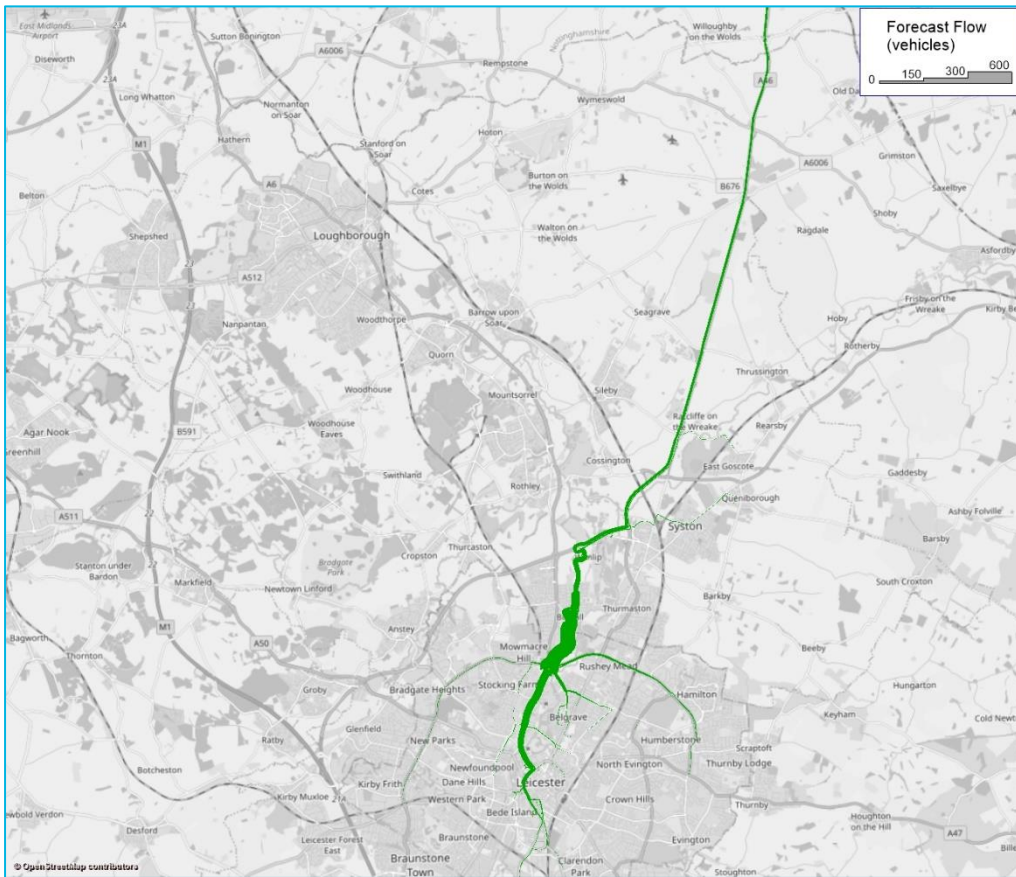 East Midlands
Airport
Diseworth
23A
Sutton Bonington
A6006
Rempstone
Nottinghamshire
Willoughby
on the Wolds
Forecast Flow
(vehicles)
0 150 300 600
Long Whatton
23A
Normanton
on Soar
Wymeswold
A46
Hathern
M1
Stanford on
Soar
Hoton
A6006
Grimston
Belton
A6
Cotes
Burton on
the Wolds
B676
Saxelbye
Shoby
Shepshed
Loughborough
Walton on
the Wolds
Ragdale
Asfordby
23
A512
23
Nanpantan
Woodthorpe
Barrow upon
Soar
Seagrave
Hoby
Frisby on the
Wreake
Rotherby
Quorn
Thrussington
Woodhouse
Mountsorrel
Sileby
Agar Nook
B591
Woodhouse
Eaves
Ratcliffe on
the Wreake
Rearsby
Swithland
Cossington
East Goscote
Gaddesby
Rothley
Queniborough
A511
22
Syston
Ashby Folville
Stanton under
Bardon
Bradgate
Park
Cropston
Thurcaston
Barsby
Markfield
Newtown Linford
South Croxton
Barkby
Thurmaston
Bagworth
M1
A50
Anstey
Mowmacre
Hill
Beeby
Thornton
Rushey Mead
Groby
Bradgate Heights
Stocking Farm
Hamilton
Hungarton
Belgrave
Keyham
Ratby
Glenfield
New Parks
Humberstone
Scraptoft
Botcheston
Newfoundpool
North Evington
Thurnby Lodge
Kirby Muxloe
Kirby Frith
Dane Hills
Leicester
21A
Western Park
Crown Hills
Thurnby
Desford
Bede Island
Houghton
on the Hill
Leicester Forest
East
Braunstone
Evington
A47
Braunstone
Town
Clarendon
Park
Stoughton
© OpenStreetMap contributors